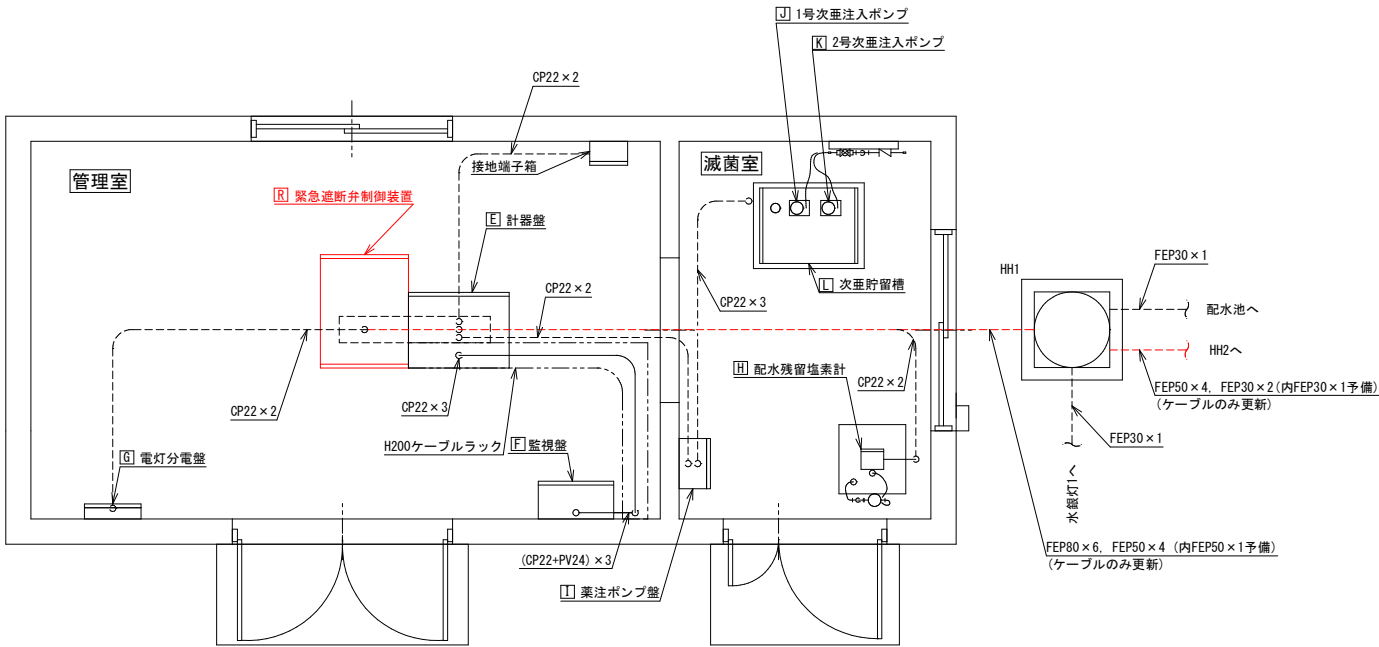 J 1号次亜注入ポンプ
K 2号次亜注入ポンプ
CP22×2
接地端子箱
管理室
滅菌室
R 緊急遮断弁制御装置
E 計器盤
CP22×2
CP22×3
L 次亜貯留槽
HH1
FEP30×1
配水池へ
HH2へ
H 配水残留塩素計
CP22×2
FEP50×4, FEP30×2(内FEP30×1予備)
(ケーブルのみ更新)
CP22×2
CP22×3
H200ケーブルラック
F 監視盤
FEP30×1
G 電灯分電盤
水銀灯1へ
(CP22+PV24)×3
FEP80×6, FEP50×4 (内FEP50×1予備)
(ケーブルのみ更新)
I 薬注ポンプ盤